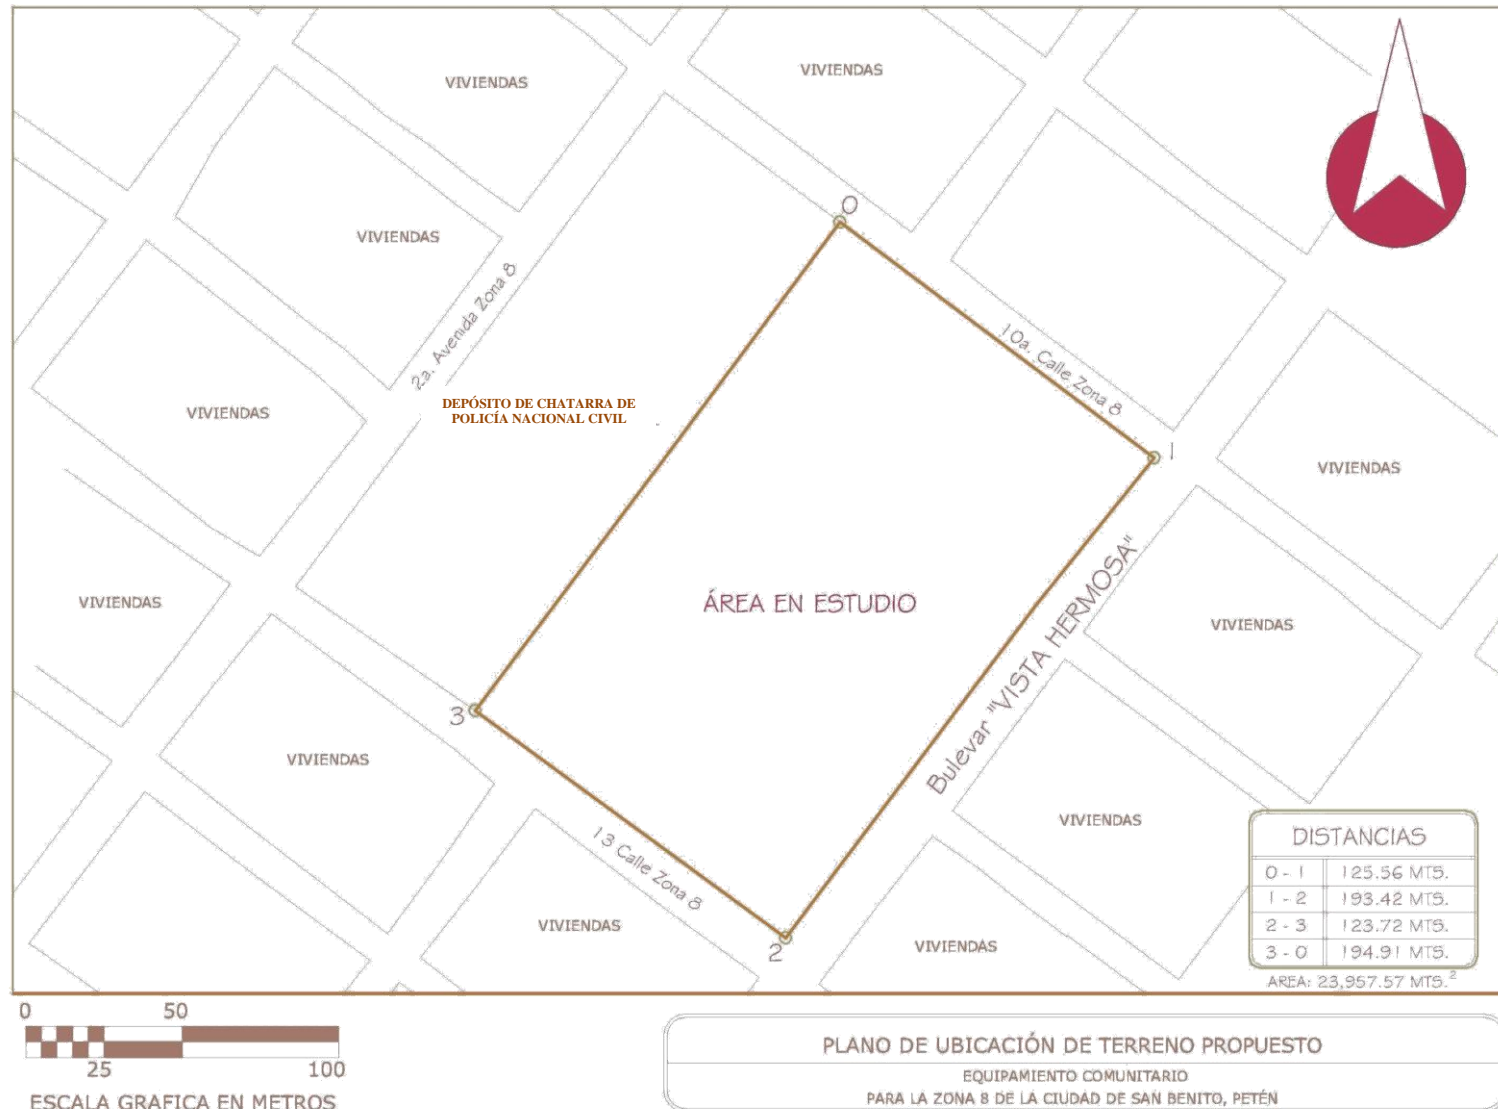 VIVIENDAS
VIVIENDAS
VIVIENDAS
0
2a. Avenida Zona 8
10a. Calle Zona 8
DEPÓSITO DE CHATARRA DE
POLICÍA NACIONAL CIVIL
VIVIENDAS
1
VIVIENDAS
ÁREA EN ESTUDIO
VIVIENDAS
VIVIENDAS
Bulevar "VISTA HERMOSA"
3
VIVIENDAS
VIVIENDAS
13 Calle Zona 8
VIVIENDAS
2
VIVIENDAS
DISTANCIAS
0 - 1 125.56 MTS.
1 - 2 193.42 MTS.
2 - 3 123.72 MTS.
3 - 0 194.91 MTS.
AREA: 23,957.57 MTS.²
0 50
25 100
ESCALA GRAFICA EN METROS
PLANO DE UBICACIÓN DE TERRENO PROPUESTO
EQUIPAMIENTO COMUNITARIO
PARA LA ZONA 8 DE LA CIUDAD DE SAN BENITO, PETÉN